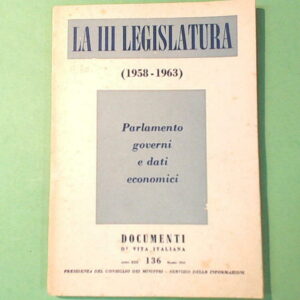 LA III LEGISLATURA
(1958-1963)
Parlamento
governi
e dati
economici
DOCUMENTI
DI VITA ITALIANA
136
PRESIDENZA DEL CONSIGLIO DEI MINISTRI - SERVIZIO DELLE INFORMAZIONI